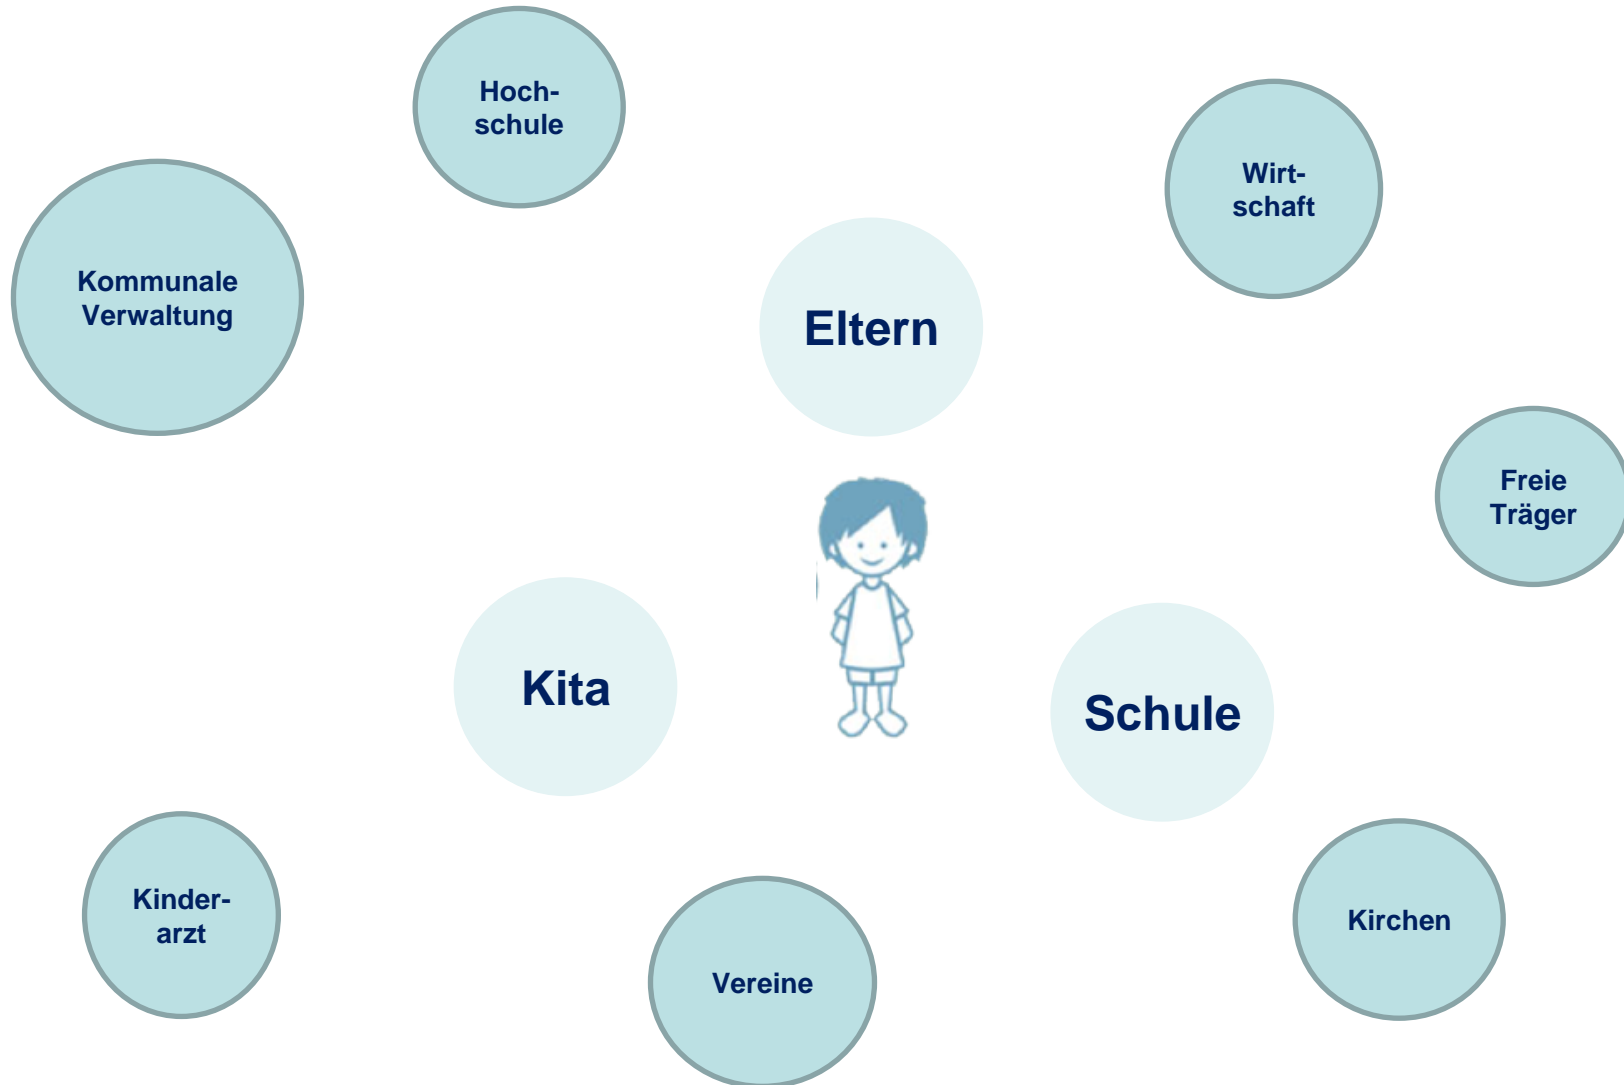 Hoch-
schule
Wirt-
schaft
Kommunale
Verwaltung
Eltern
Freie
Träger
Kita
Schule
Kinder-
arzt
Kirchen
Vereine